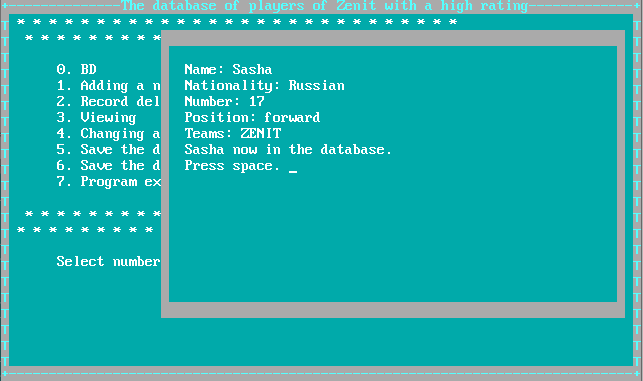 The database of players of Zenit with a high rating
* * * * * * * * * * * * * * * * * * * * * * * * * * * *
* * * * * * * * *
0. BD
1. Adding a n
2. Record del
3. Viewing
4. Changing a
5. Save the d
6. Save the d
7. Program ex
* * * * * * * * *
* * * * * * * * *
Select number
Name: Sasha
Nationality: Russian
Number: 17
Position: forward
Teams: ZENIT
Sasha now in the database.
Press space. _